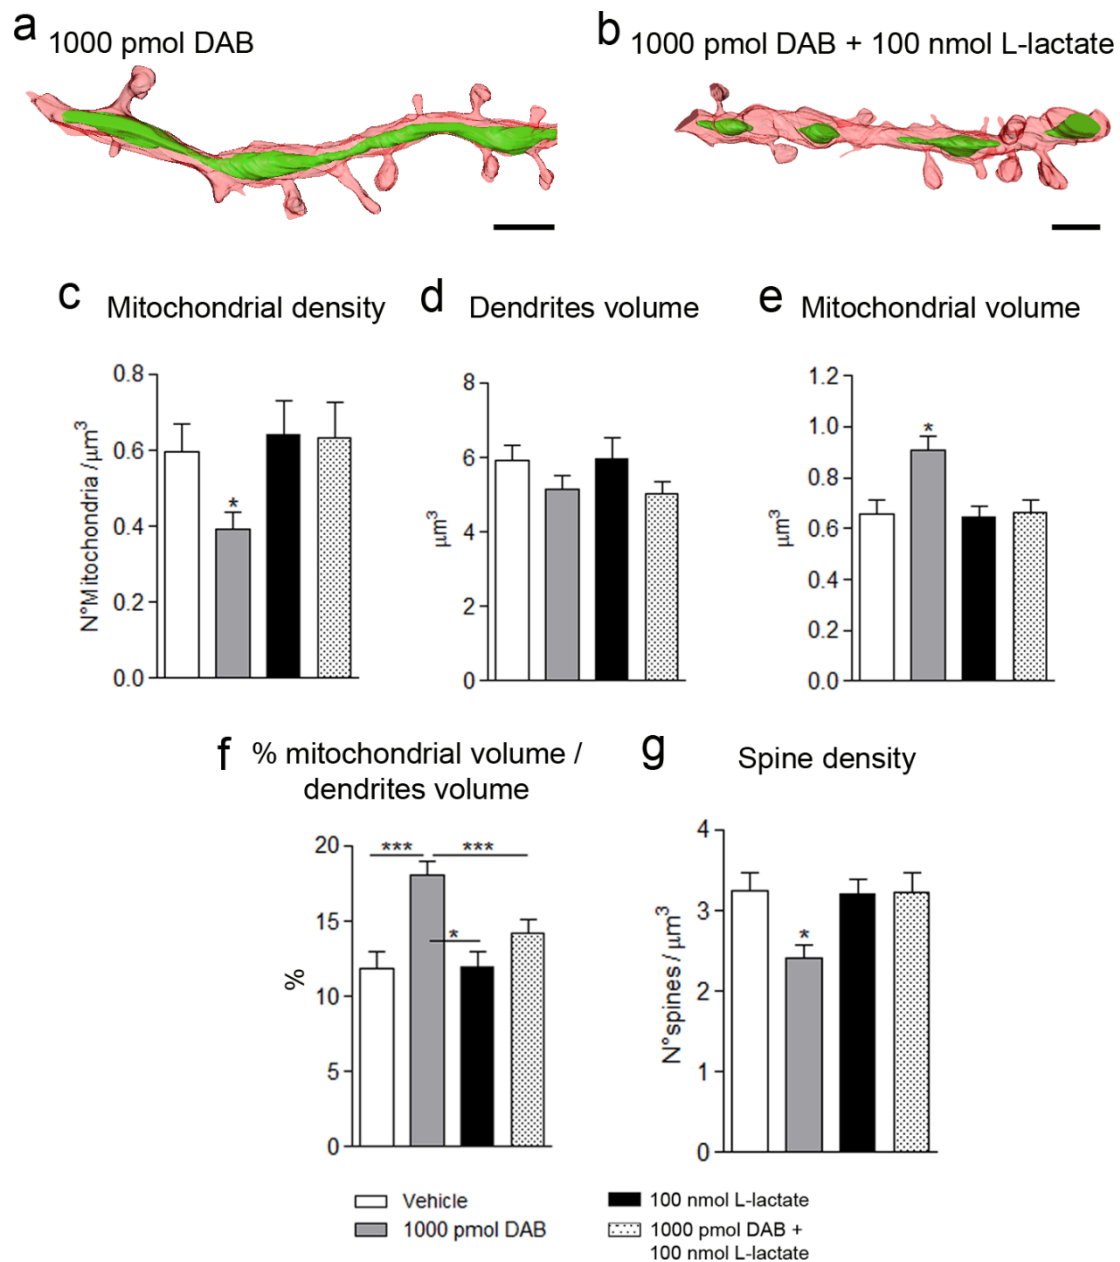 a 1000 pmol DAB
b 1000 pmol DAB + 100 nmol L-lactate
c Mitochondrial density
N°Mitochondria / μm³
0.8
0.6
0.4
0.2
0.0
*
d Dendrites volume
μm³
8
6
4
2
0
e Mitochondrial volume
μm³
1.2
1.0
0.8
0.6
0.4
0.2
0.0
*
f % mitochondrial volume /
dendrites volume
%
20
15
10
5
0
*** ***
*
g Spine density
N°spines / μm³
4
3
2
1
0
*
Vehicle
1000 pmol DAB
100 nmol L-lactate
1000 pmol DAB +
100 nmol L-lactate